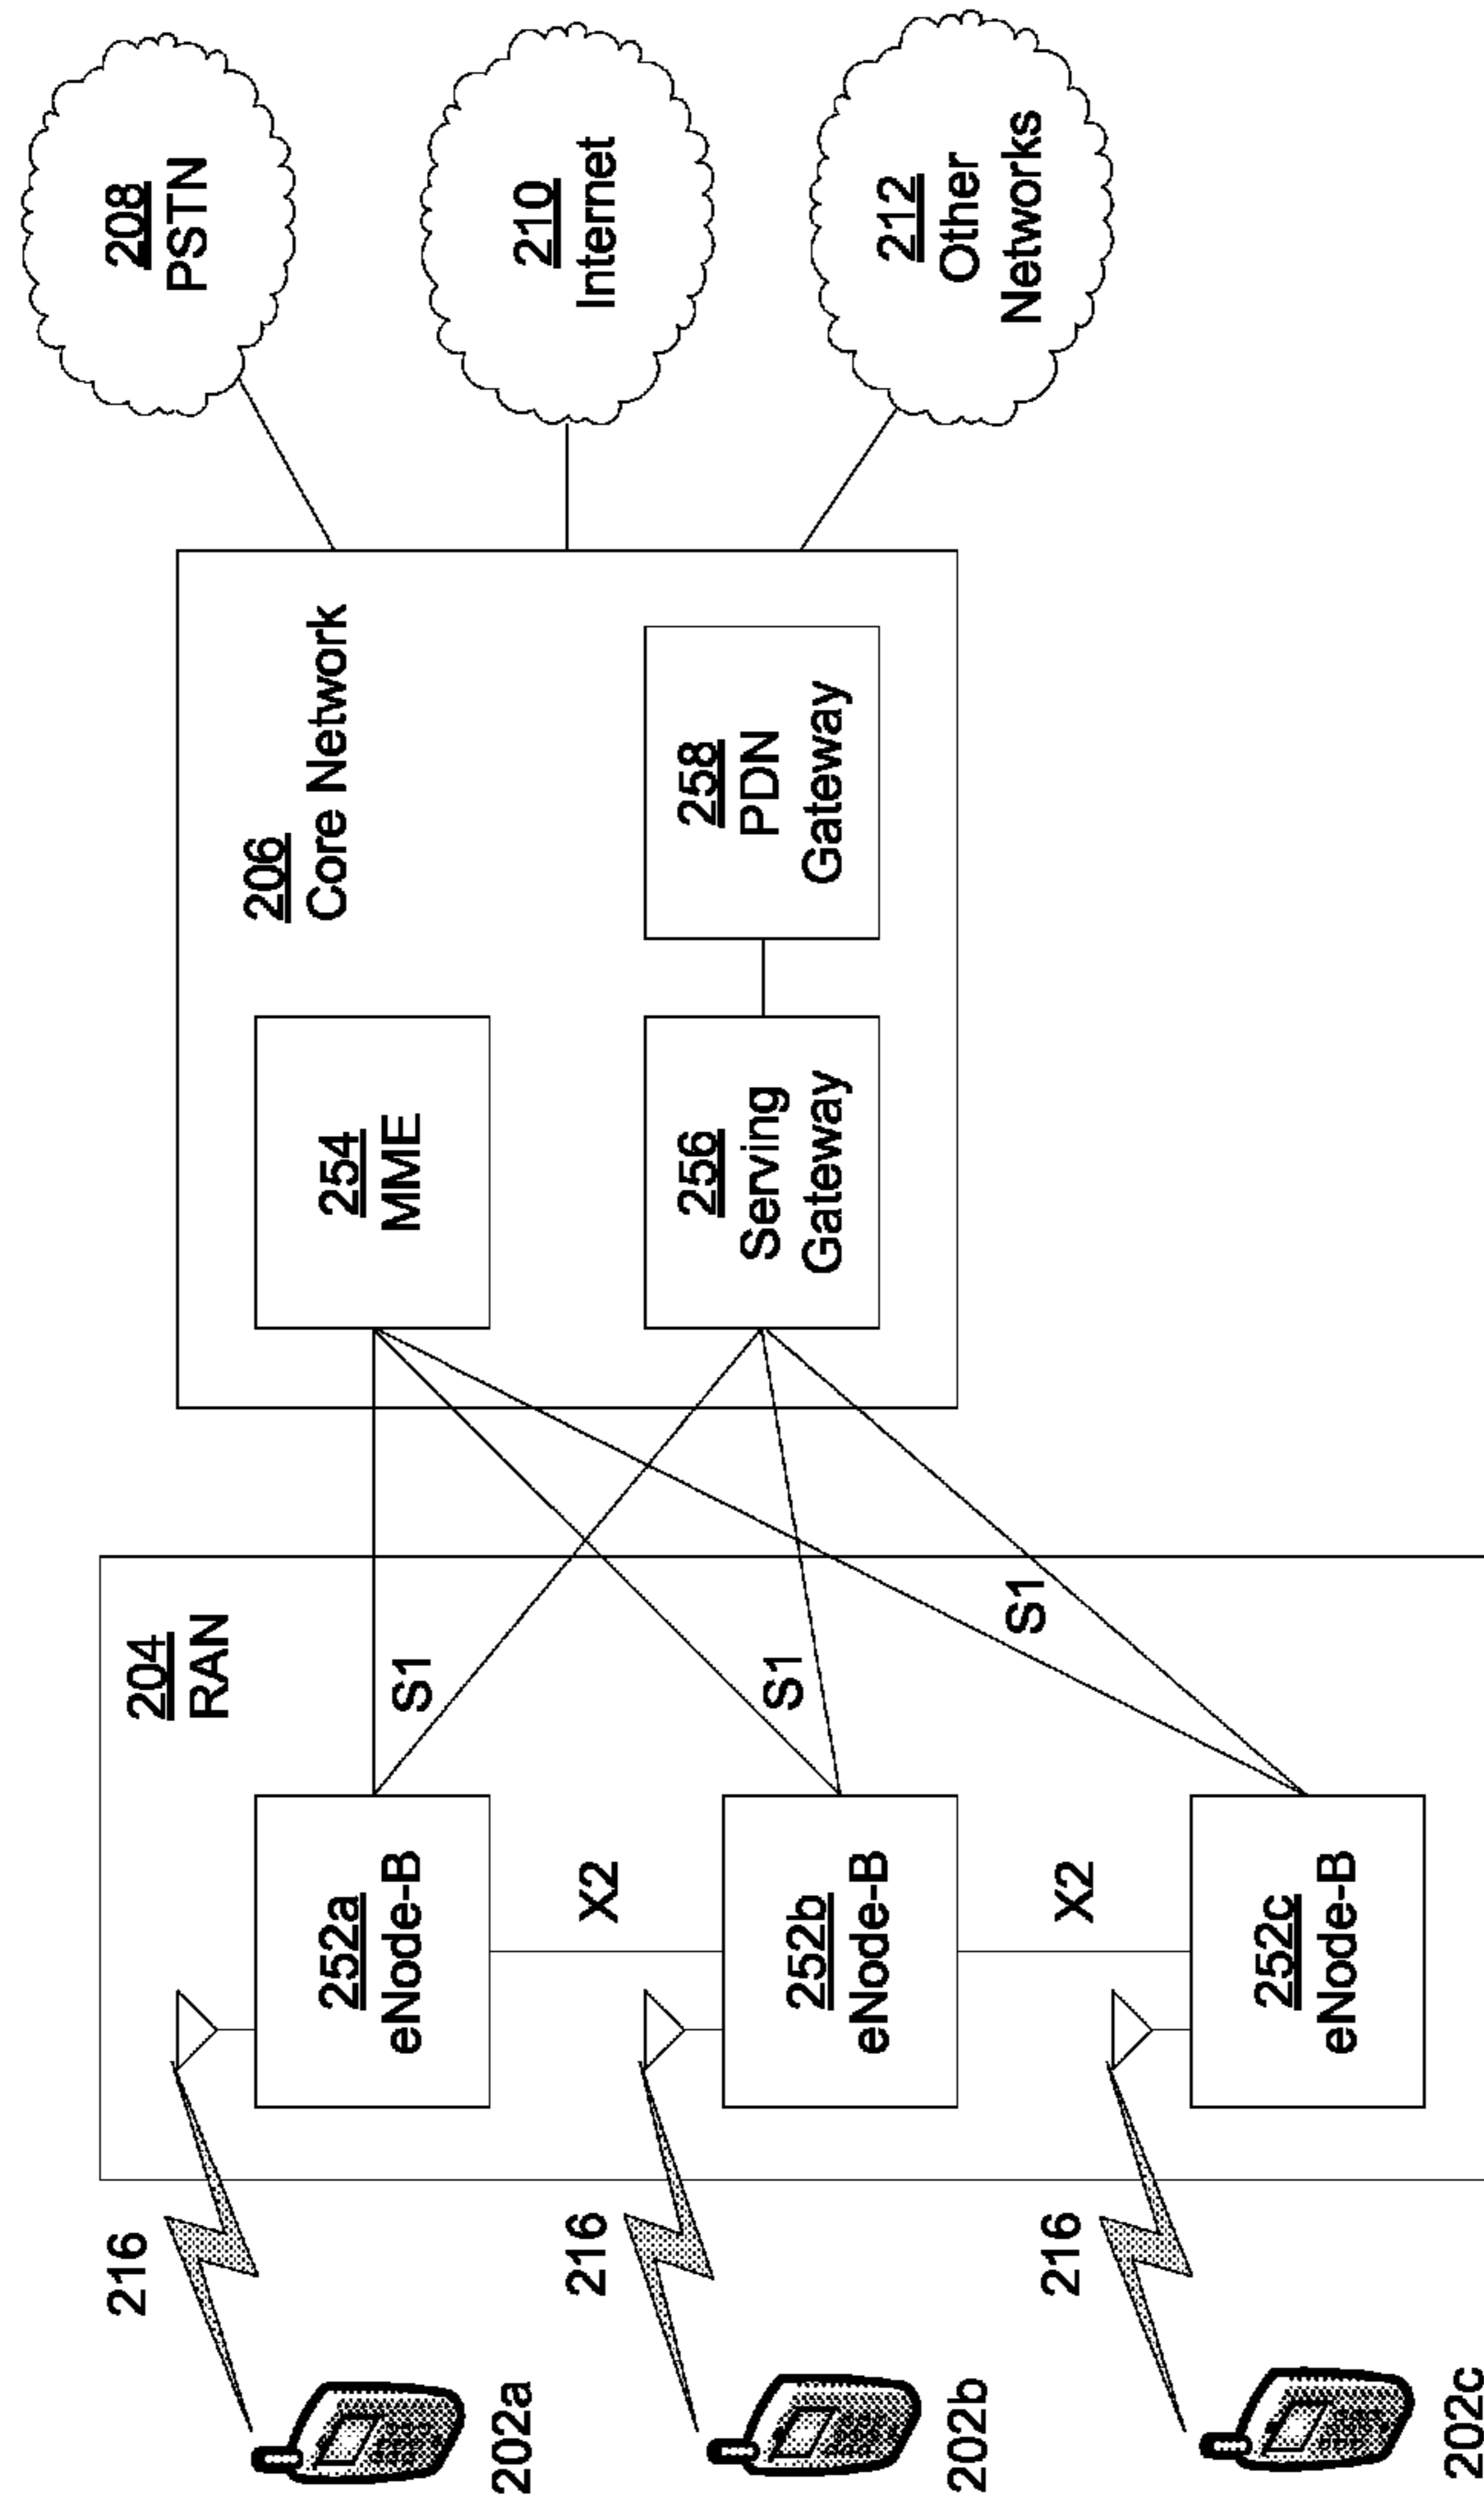 216
202a
216
202b
216
202c
204
RAN
252a
eNode-B
X2
252b
eNode-B
X2
252c
eNode-B
S1
S1
S1
206
Core Network
254
MME
256
Serving
Gateway
258
PDN
Gateway
208
PSTN
210
Internet
212
Other
Networks